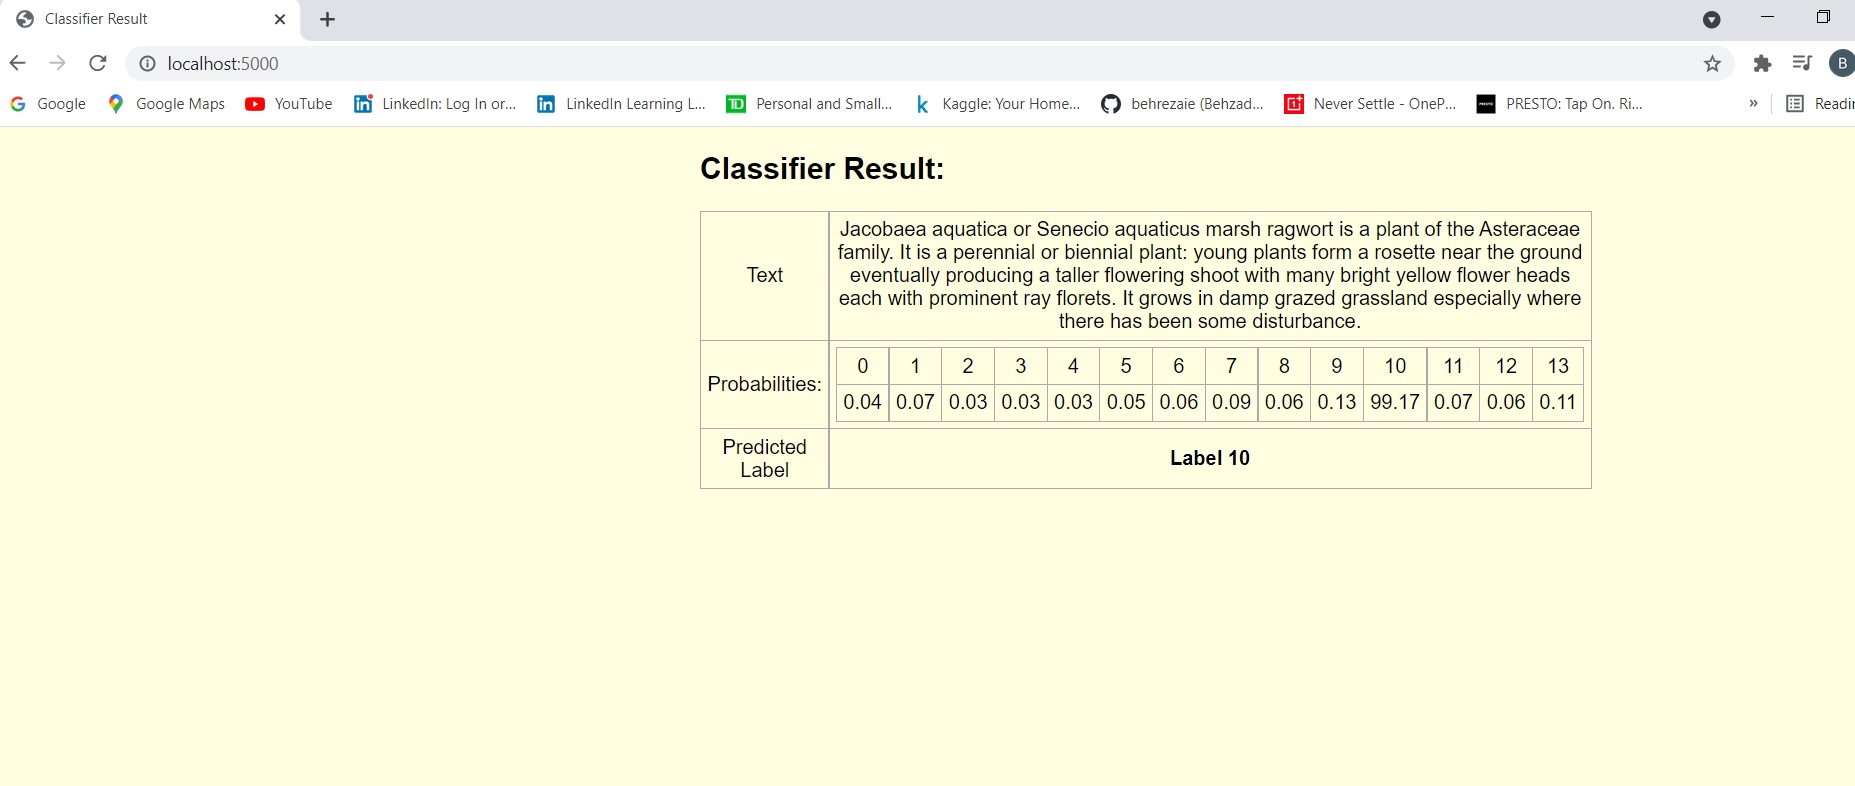 Classifier Result
localhost:5000
B
Google Google Maps YouTube LinkedIn: Log In or... LinkedIn Learning L... Personal and Small... Kaggle: Your Home... behrezaie (Behzad... Never Settle - OneP... PRESTO: Tap On. Ri... » Readin
Classifier Result:
Text
Jacobaea aquatica or Senecio aquaticus marsh ragwort is a plant of the Asteraceae
family. It is a perennial or biennial plant: young plants form a rosette near the ground
eventually producing a taller flowering shoot with many bright yellow flower heads
each with prominent ray florets. It grows in damp grazed grassland especially where
there has been some disturbance.
Probabilities:
0 1 2 3 4 5 6 7 8 9 10 11 12 13
0.04 0.07 0.03 0.03 0.03 0.05 0.06 0.09 0.06 0.13 99.17 0.07 0.06 0.11
Predicted
Label
Label 10